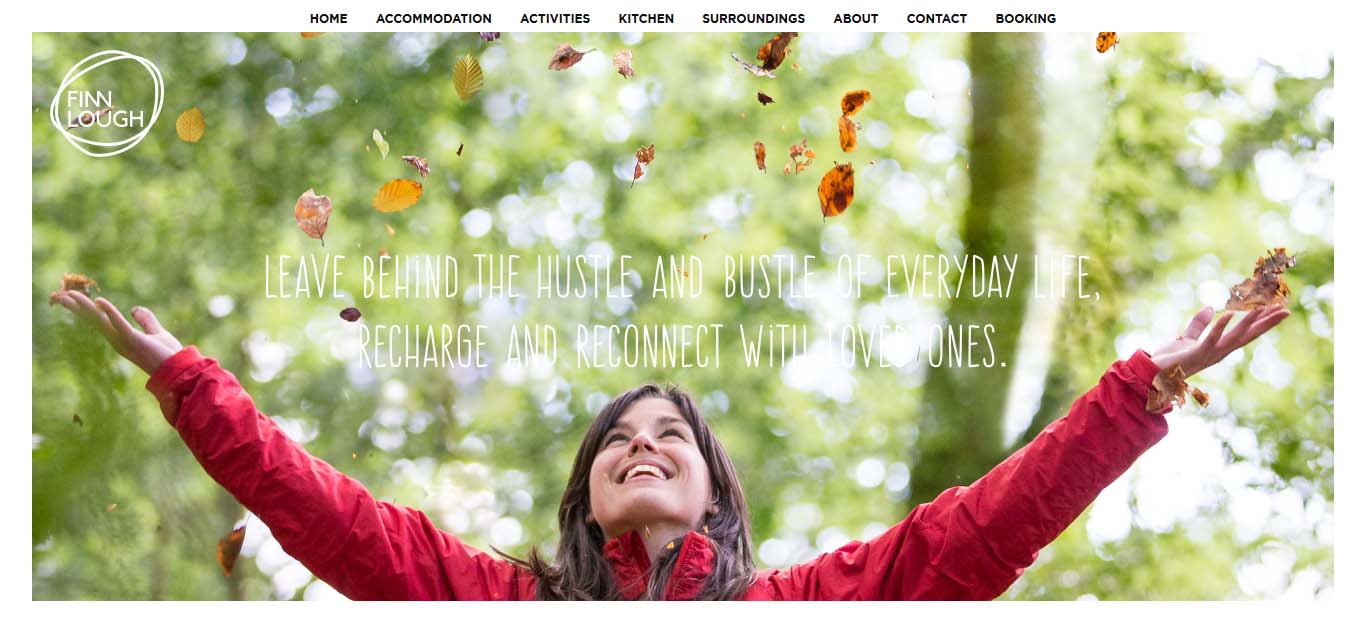 HOME ACCOMMODATION ACTIVITIES KITCHEN SURROUNDINGS ABOUT CONTACT BOOKING
FINN
LOUGH
LEAVE BEHIND THE HUSTLE AND BUSTLE OF EVERYDAY LIFE,
RECHARGE AND RECONNECT WITH LOVED ONES.